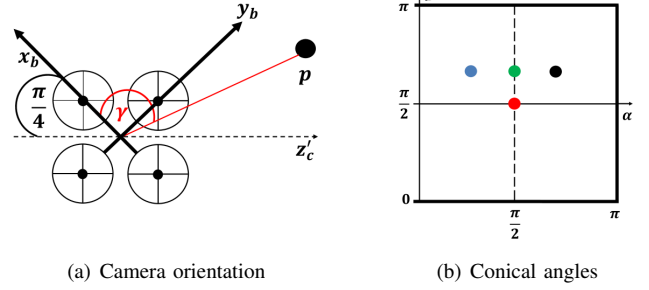 x_b
y_b
p
π/4
γ
z'_c
(a) Camera orientation
π
π/2
α
0
π/2
π
(b) Conical angles